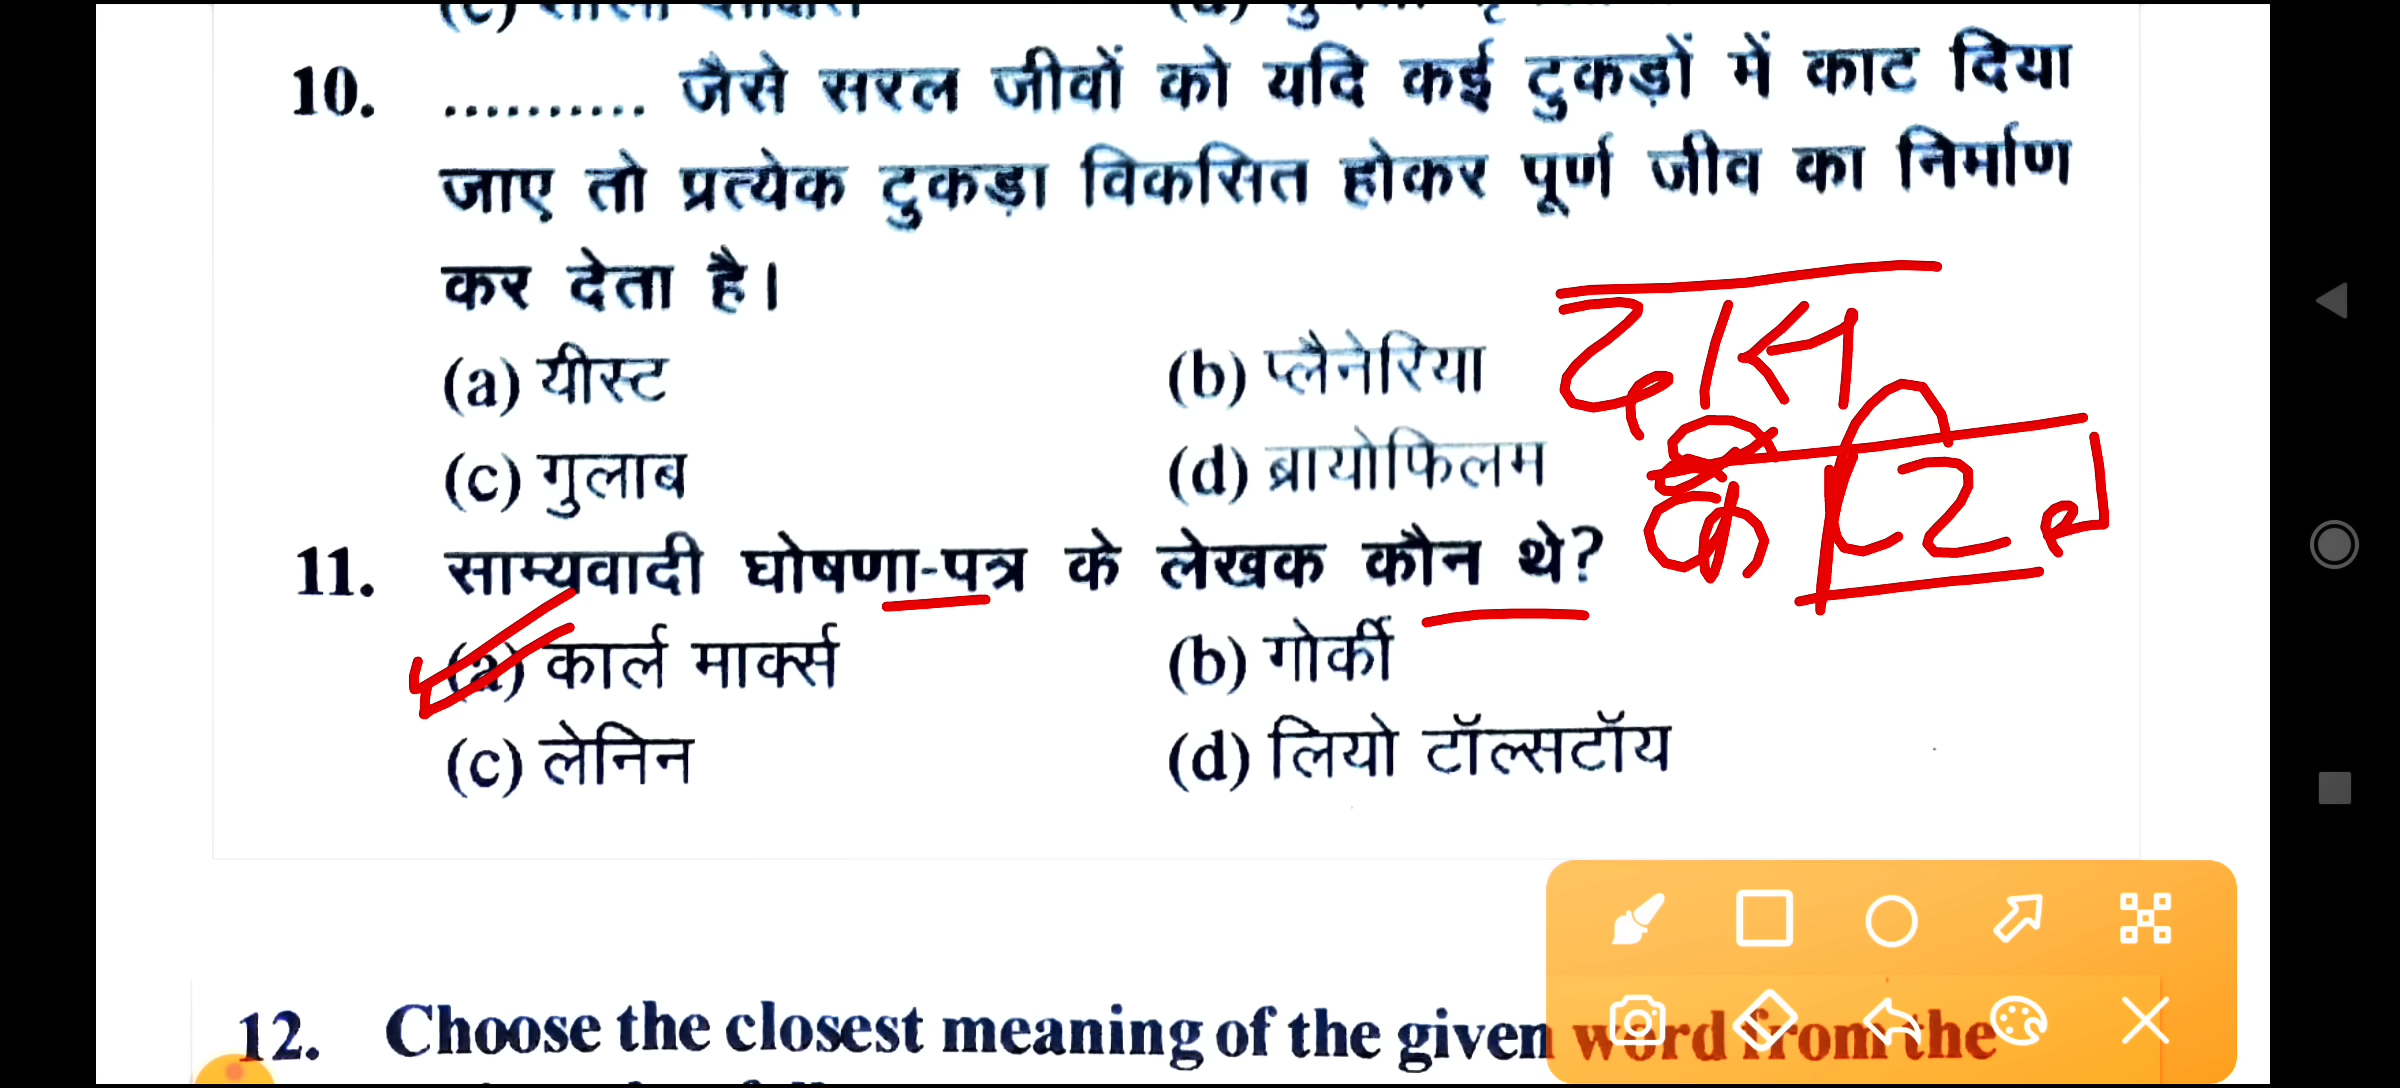 10. .......... जैसे सरल जीवों को यदि कई टुकड़ों में काट दिया
जाए तो प्रत्येक टुकड़ा विकसित होकर पूर्ण जीव का निर्माण
कर देता है।
(a) यीस्ट (b) प्लैनेरिया
(c) गुलाब (d) ब्रायोफिलम
दास
11. साम्यवादी घोषणा-पत्र के लेखक कौन थे?
(a) कार्ल मार्क्स (b) गोर्की
(c) लेनिन (d) लियो टॉल्सटॉय
12. Choose the closest meaning of the given word from the